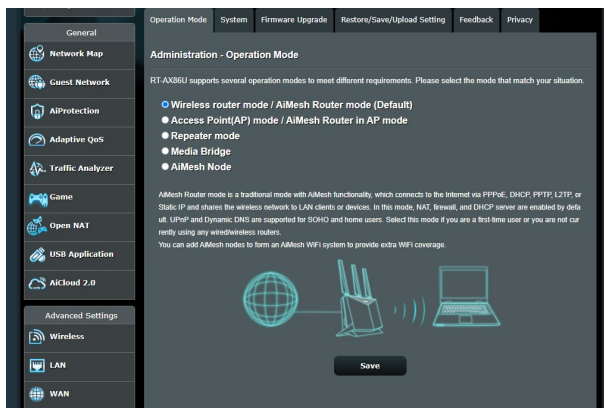 Operation Mode System Firmware Upgrade Restore/Save/Upload Setting Feedback Privacy
General
Network Map
Guest Network
AiProtection
Adaptive QoS
Traffic Analyzer
Game
Open NAT
USB Application
AiCloud 2.0
Advanced Settings
Wireless
LAN
WAN
Administration - Operation Mode
RT-AX86U supports several operation modes to meet different requirements. Please select the mode that match your situation.
Wireless router mode / AiMesh Router mode (Default)
Access Point(AP) mode / AiMesh Router in AP mode
Repeater mode
Media Bridge
AiMesh Node
AiMesh Router mode is a traditional mode with AiMesh functionality, which connects to the Internet via PPPoE, DHCP, PPTP, L2TP, or
Static IP and shares the wireless network to LAN clients or devices. In this mode, NAT, firewall, and DHCP server are enabled by defa
ult. UPnP and Dynamic DNS are supported for SOHO and home users. Select this mode if you are a first-time user or you are not cur
rently using any wired/wireless routers.
You can add AiMesh nodes to form an AiMesh WiFi system to provide extra WiFi coverage.
Save